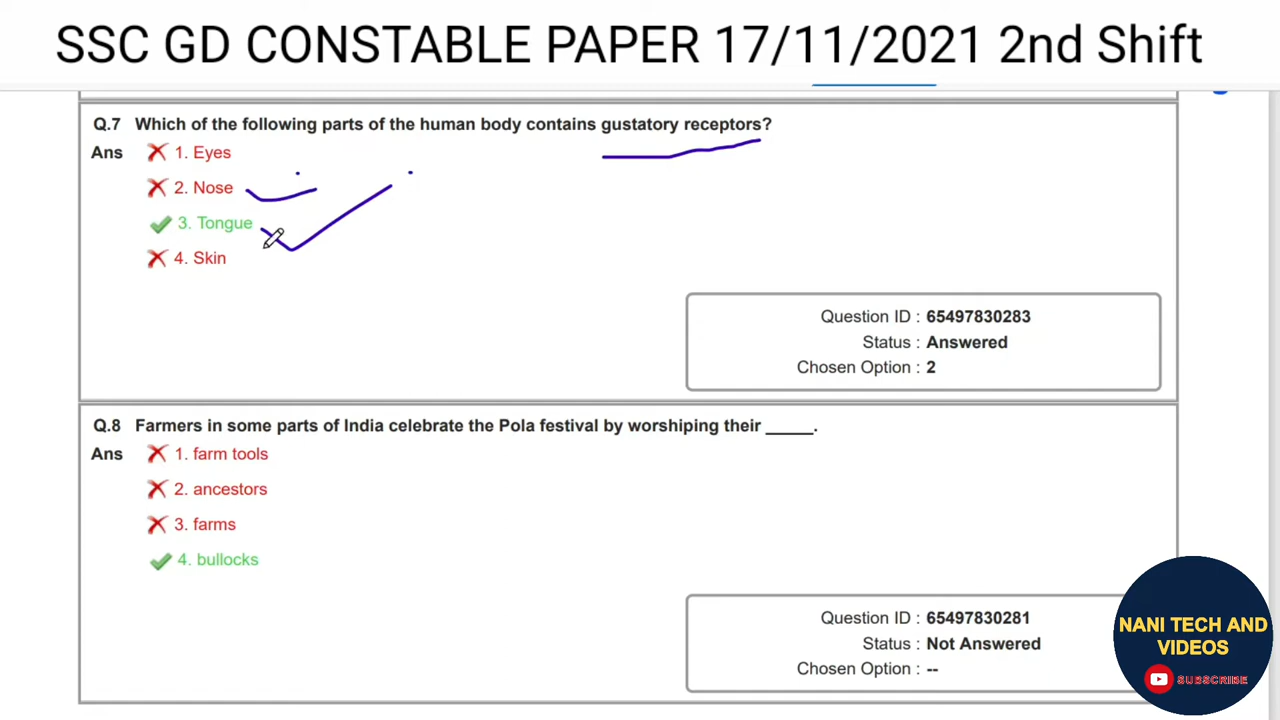 SSC GD CONSTABLE PAPER 17/11/2021 2nd Shift
Q.7 Which of the following parts of the human body contains gustatory receptors?
Ans 1. Eyes
2. Nose
3. Tongue
4. Skin
Question ID : 65497830283
Status : Answered
Chosen Option : 2
Q.8 Farmers in some parts of India celebrate the Pola festival by worshiping their _____.
Ans 1. farm tools
2. ancestors
3. farms
4. bullocks
Question ID : 65497830281
Status : Not Answered
Chosen Option : --
NANI TECH AND
VIDEOS
SUBSCRIBE